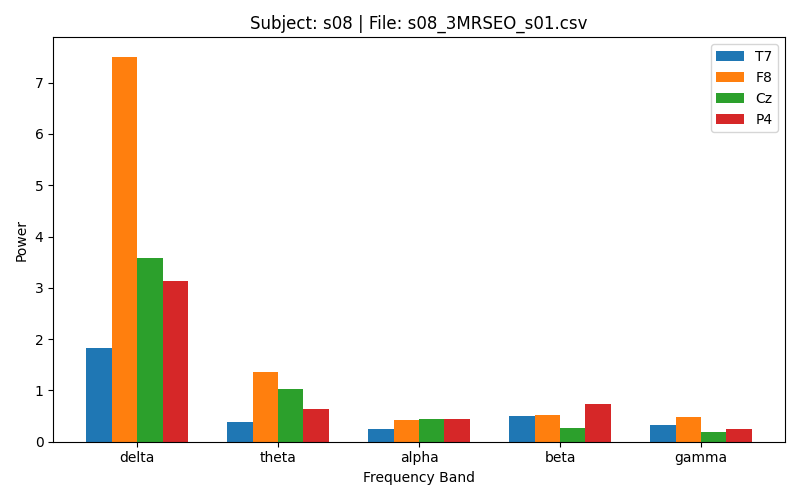 Subject: s08 | File: s08_3MRSEO_s01.csv
T7
F8
Cz
P4
Power
7
6
5
4
3
2
1
0
delta theta alpha beta gamma
Frequency Band